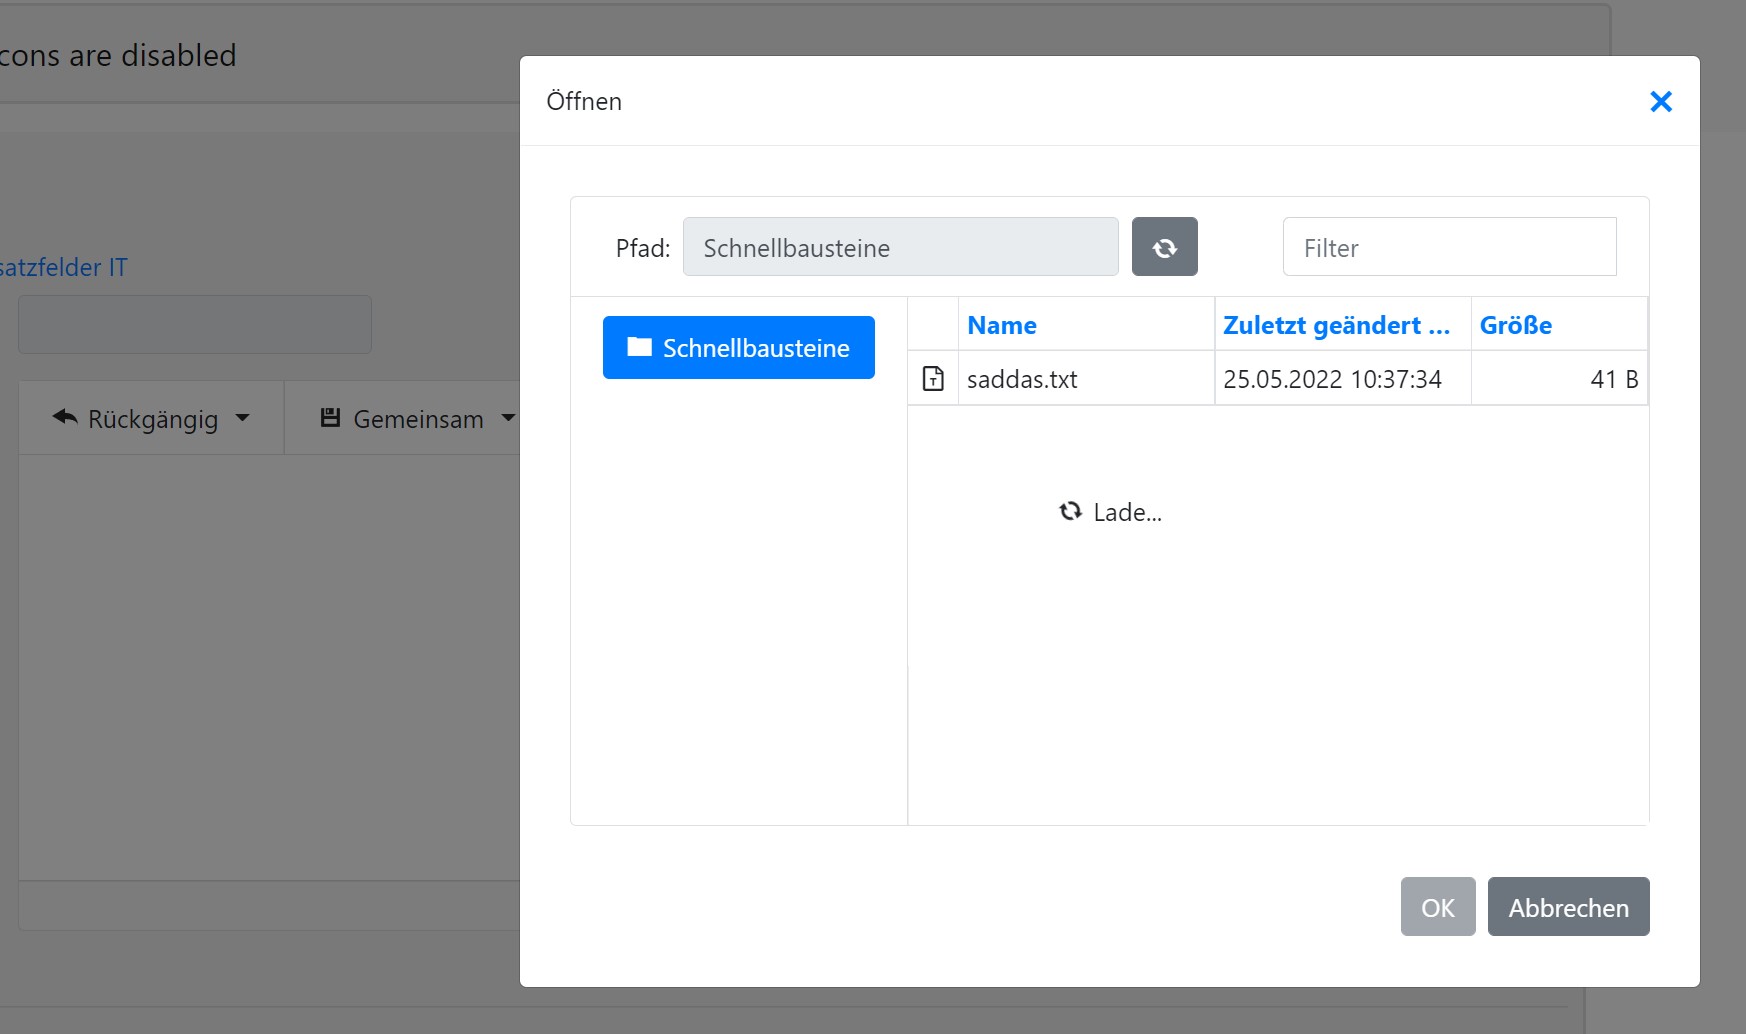 cons are disabled
Öffnen
Pfad: Schnellbausteine Filter
satzfelder IT
Schnellbausteine
Name Zuletzt geändert ... Größe
saddas.txt 25.05.2022 10:37:34 41 B
Rückgängig Gemeinsam
Lade...
OK Abbrechen